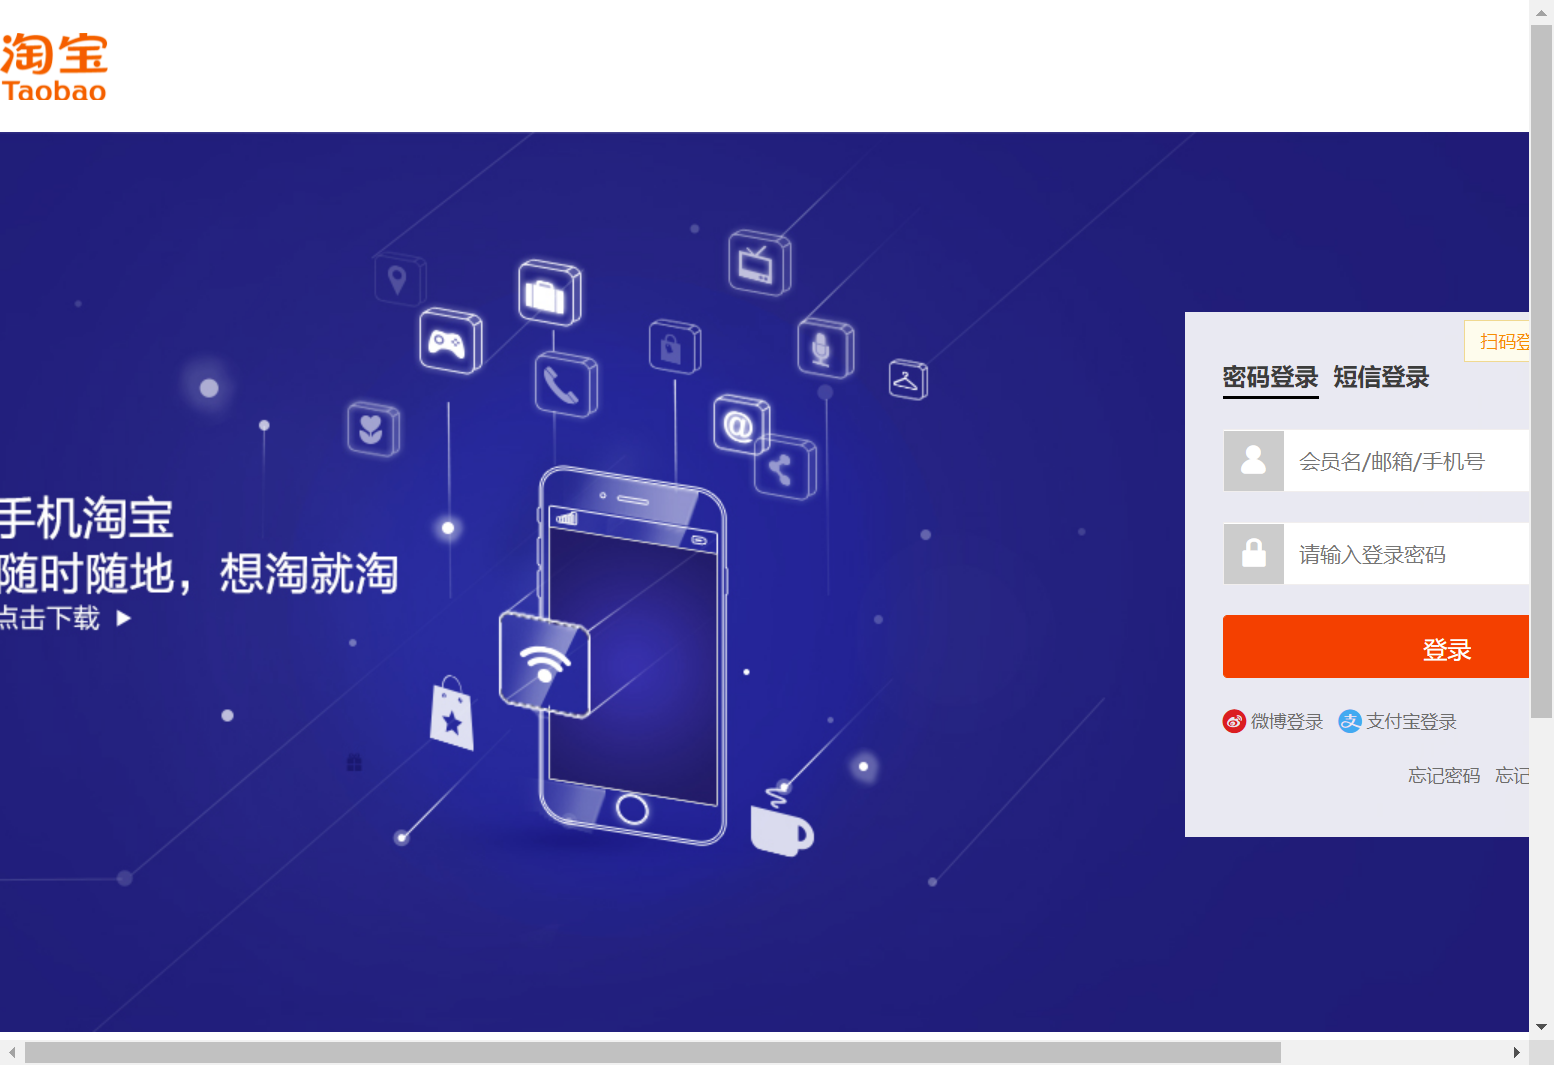 淘宝
Taobao
手机淘宝
随时随地，想淘就淘
点击下载
扫码登
密码登录 短信登录
会员名/邮箱/手机号
请输入登录密码
登录
微博登录 支付宝登录
忘记密码 忘记